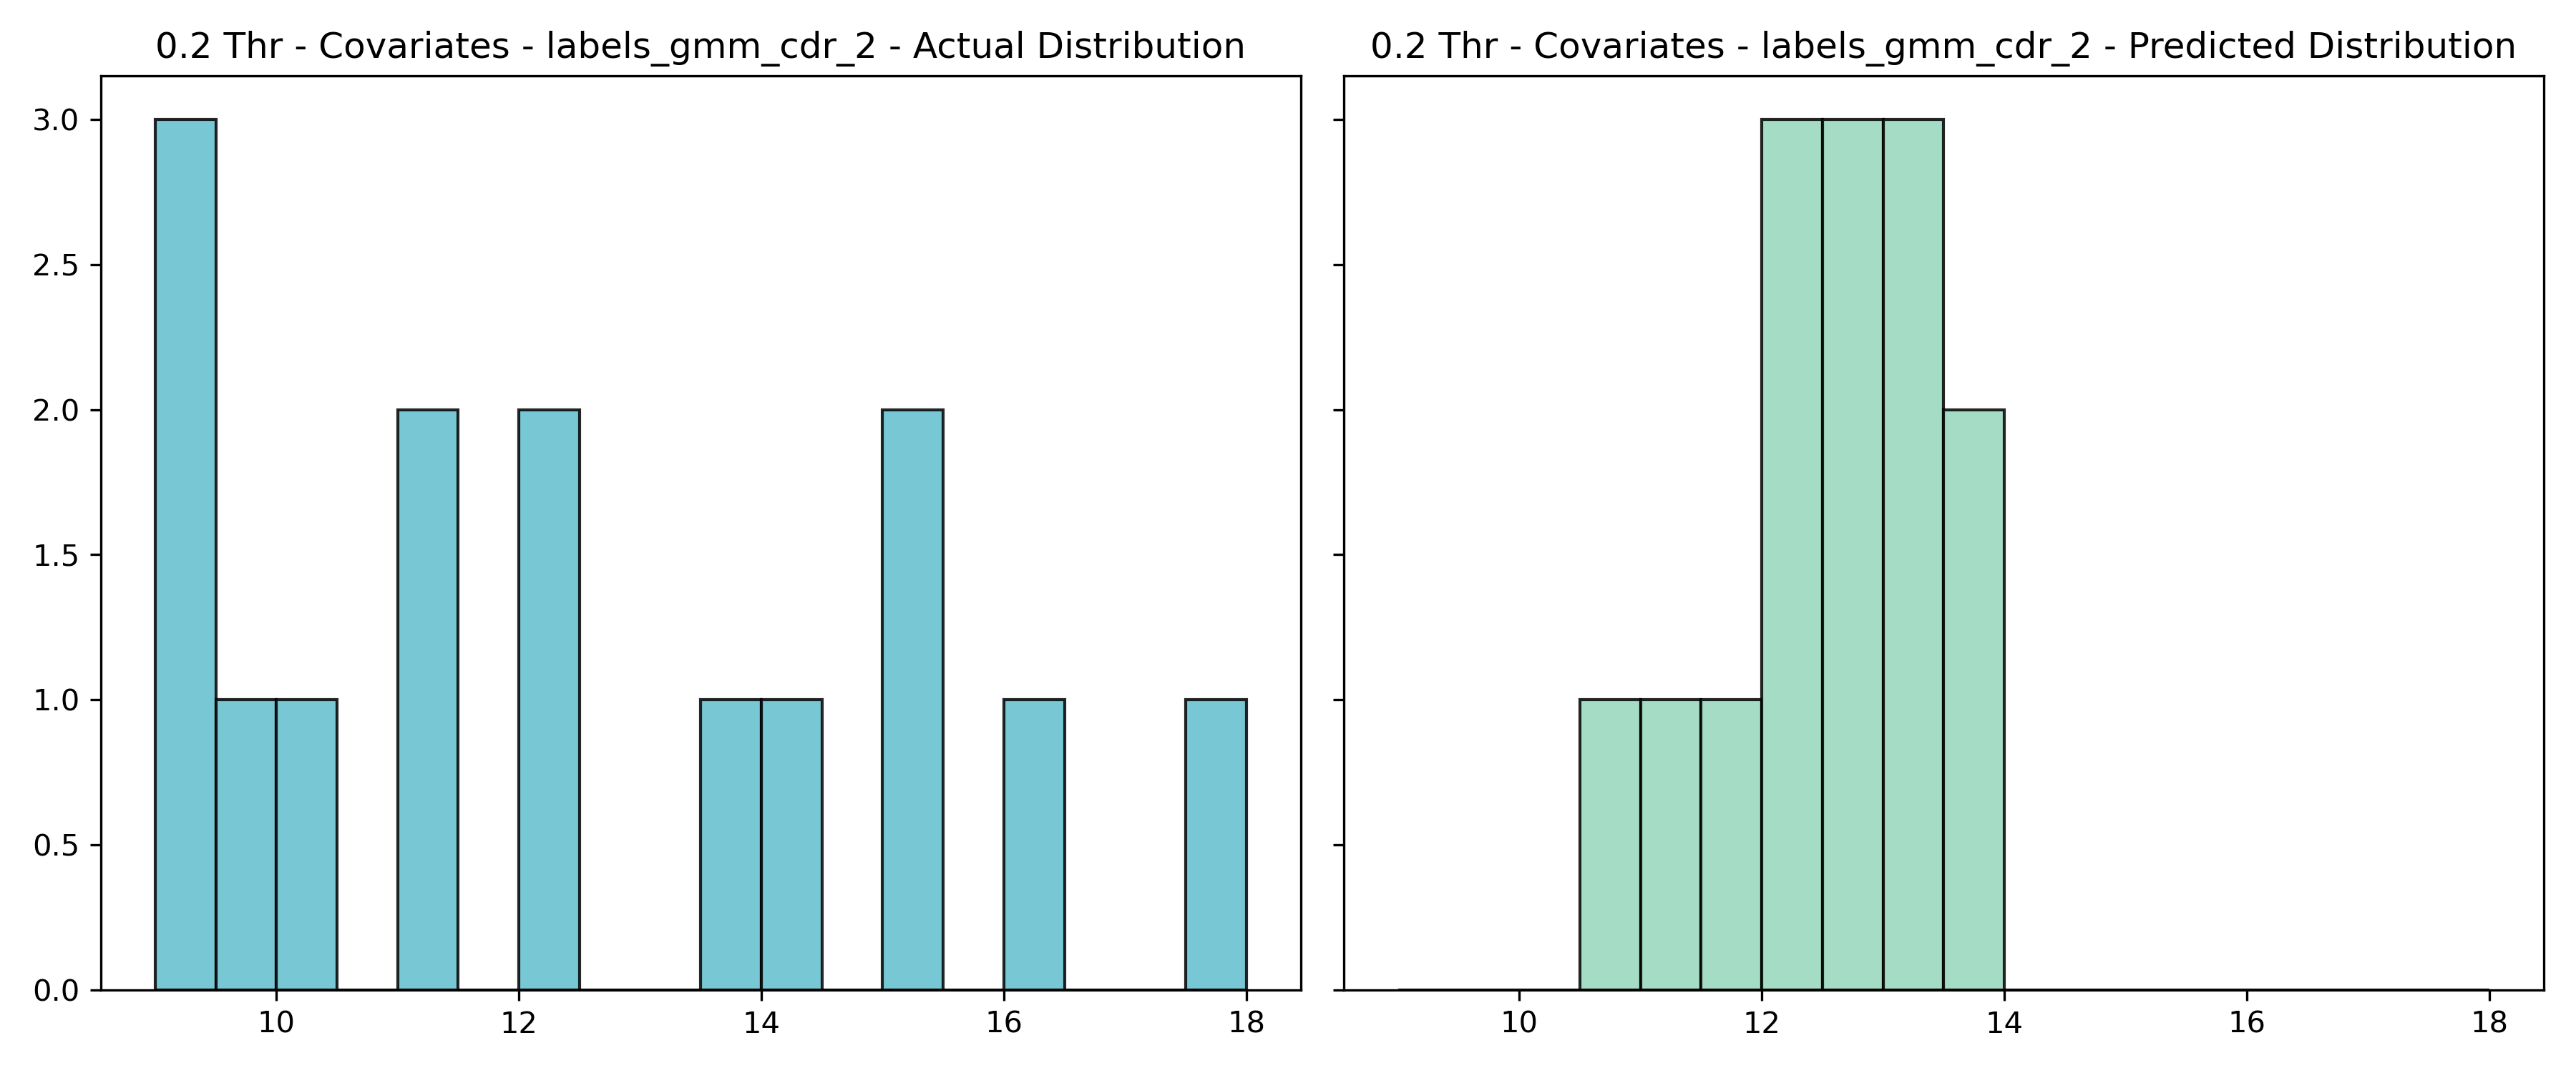 0.2 Thr - Covariates - labels_gmm_cdr_2 - Actual Distribution
3.0
2.5
2.0
1.5
1.0
0.5
0.0
10 12 14 16 18
0.2 Thr - Covariates - labels_gmm_cdr_2 - Predicted Distribution
10 12 14 16 18